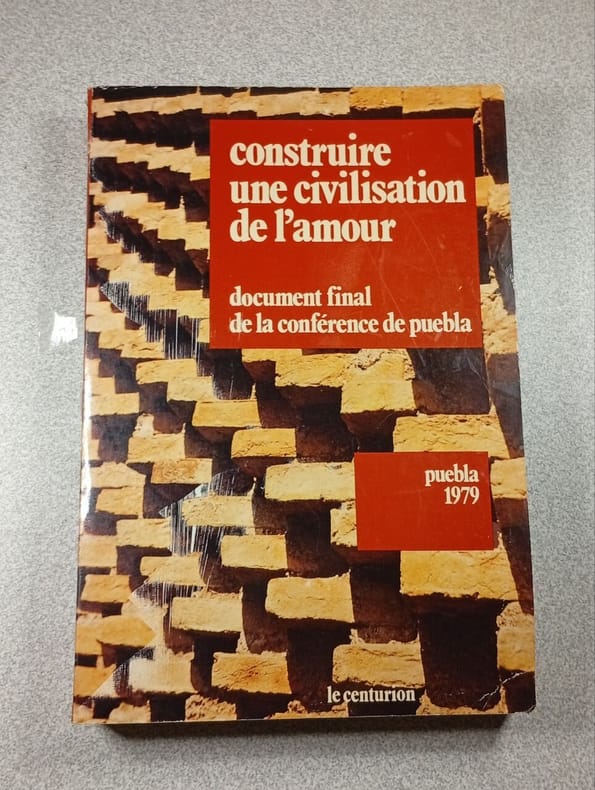 construire
une civilisation
de l'amour
document final
de la conférence de puebla
puebla
1979
le centurion